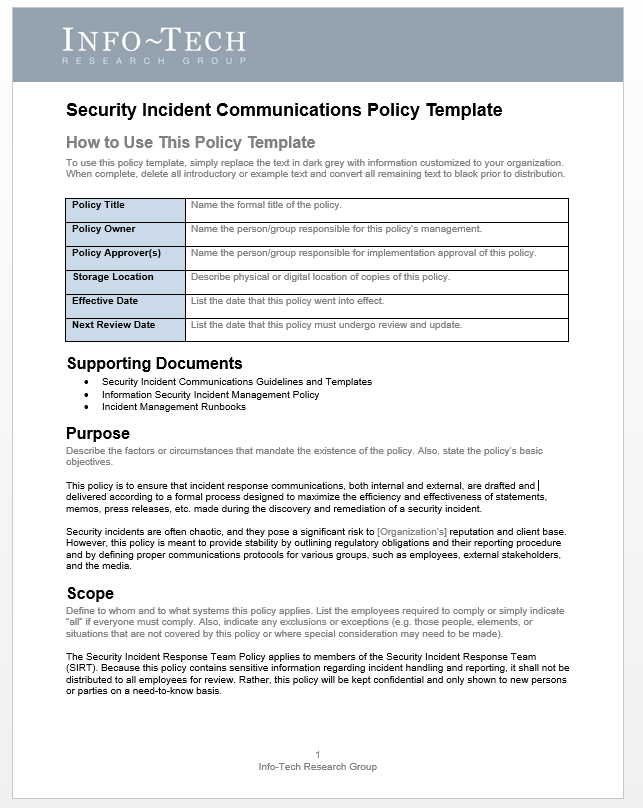 INFO~TECH
RESEARCH GROUP
Security Incident Communications Policy Template
How to Use This Policy Template
To use this policy template, simply replace the text in dark grey with information customized to your organization.
When complete, delete all introductory or example text and convert all remaining text to black prior to distribution.
Policy Title Name the formal title of the policy.
Policy Owner Name the person/group responsible for this policy's management.
Policy Approver(s) Name the person/group responsible for implementation approval of this policy.
Storage Location Describe physical or digital location of copies of this policy.
Effective Date List the date that this policy went into effect.
Next Review Date List the date that this policy must undergo review and update.
Supporting Documents
• Security Incident Communications Guidelines and Templates
• Information Security Incident Management Policy
• Incident Management Runbooks
Purpose
Describe the factors or circumstances that mandate the existence of the policy. Also, state the policy's basic
objectives.
This policy is to ensure that incident response communications, both internal and external, are drafted and
delivered according to a formal process designed to maximize the efficiency and effectiveness of statements,
memos, press releases, etc. made during the discovery and remediation of a security incident.
Security incidents are often chaotic, and they pose a significant risk to [Organization's] reputation and client base.
However, this policy is meant to provide stability by outlining regulatory obligations and their reporting procedure
and by defining proper communications protocols for various groups, such as employees, external stakeholders,
and the media.
Scope
Define to whom and to what systems this policy applies. List the employees required to comply or simply indicate
“all” if everyone must comply. Also, indicate any exclusions or exceptions (e.g. those people, elements, or
situations that are not covered by this policy or where special consideration may need to be made).
The Security Incident Response Team Policy applies to members of the Security Incident Response Team
(SIRT). Because this policy contains sensitive information regarding incident handling and reporting, it shall not be
distributed to all employees for review. Rather, this policy will be kept confidential and only shown to new persons
or parties on a need-to-know basis.
1
Info-Tech Research Group